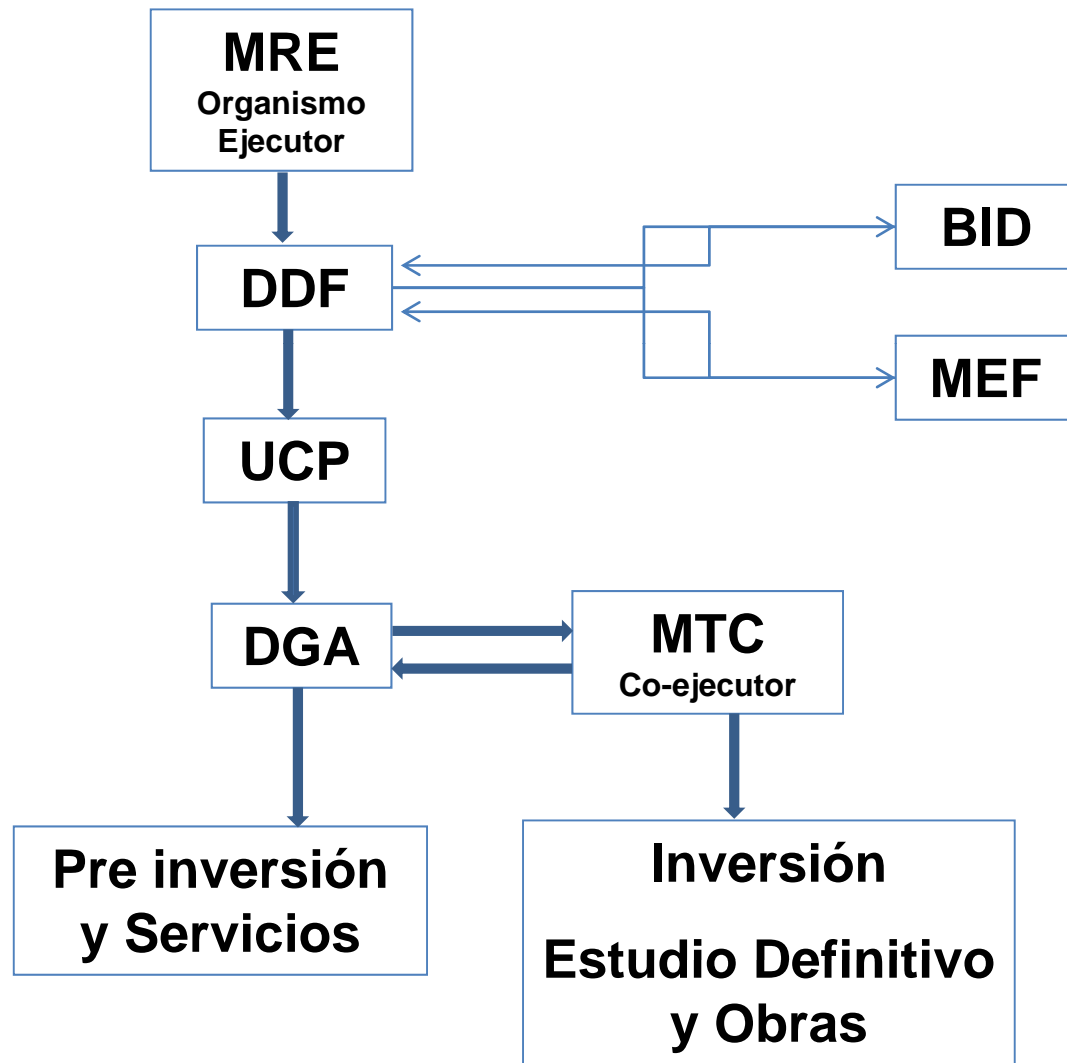 MRE
Organismo
Ejecutor
BID
DDF
MEF
UCP
DGA
MTC
Co-ejecutor
Pre inversión
y Servicios
Inversión
Estudio Definitivo
y Obras